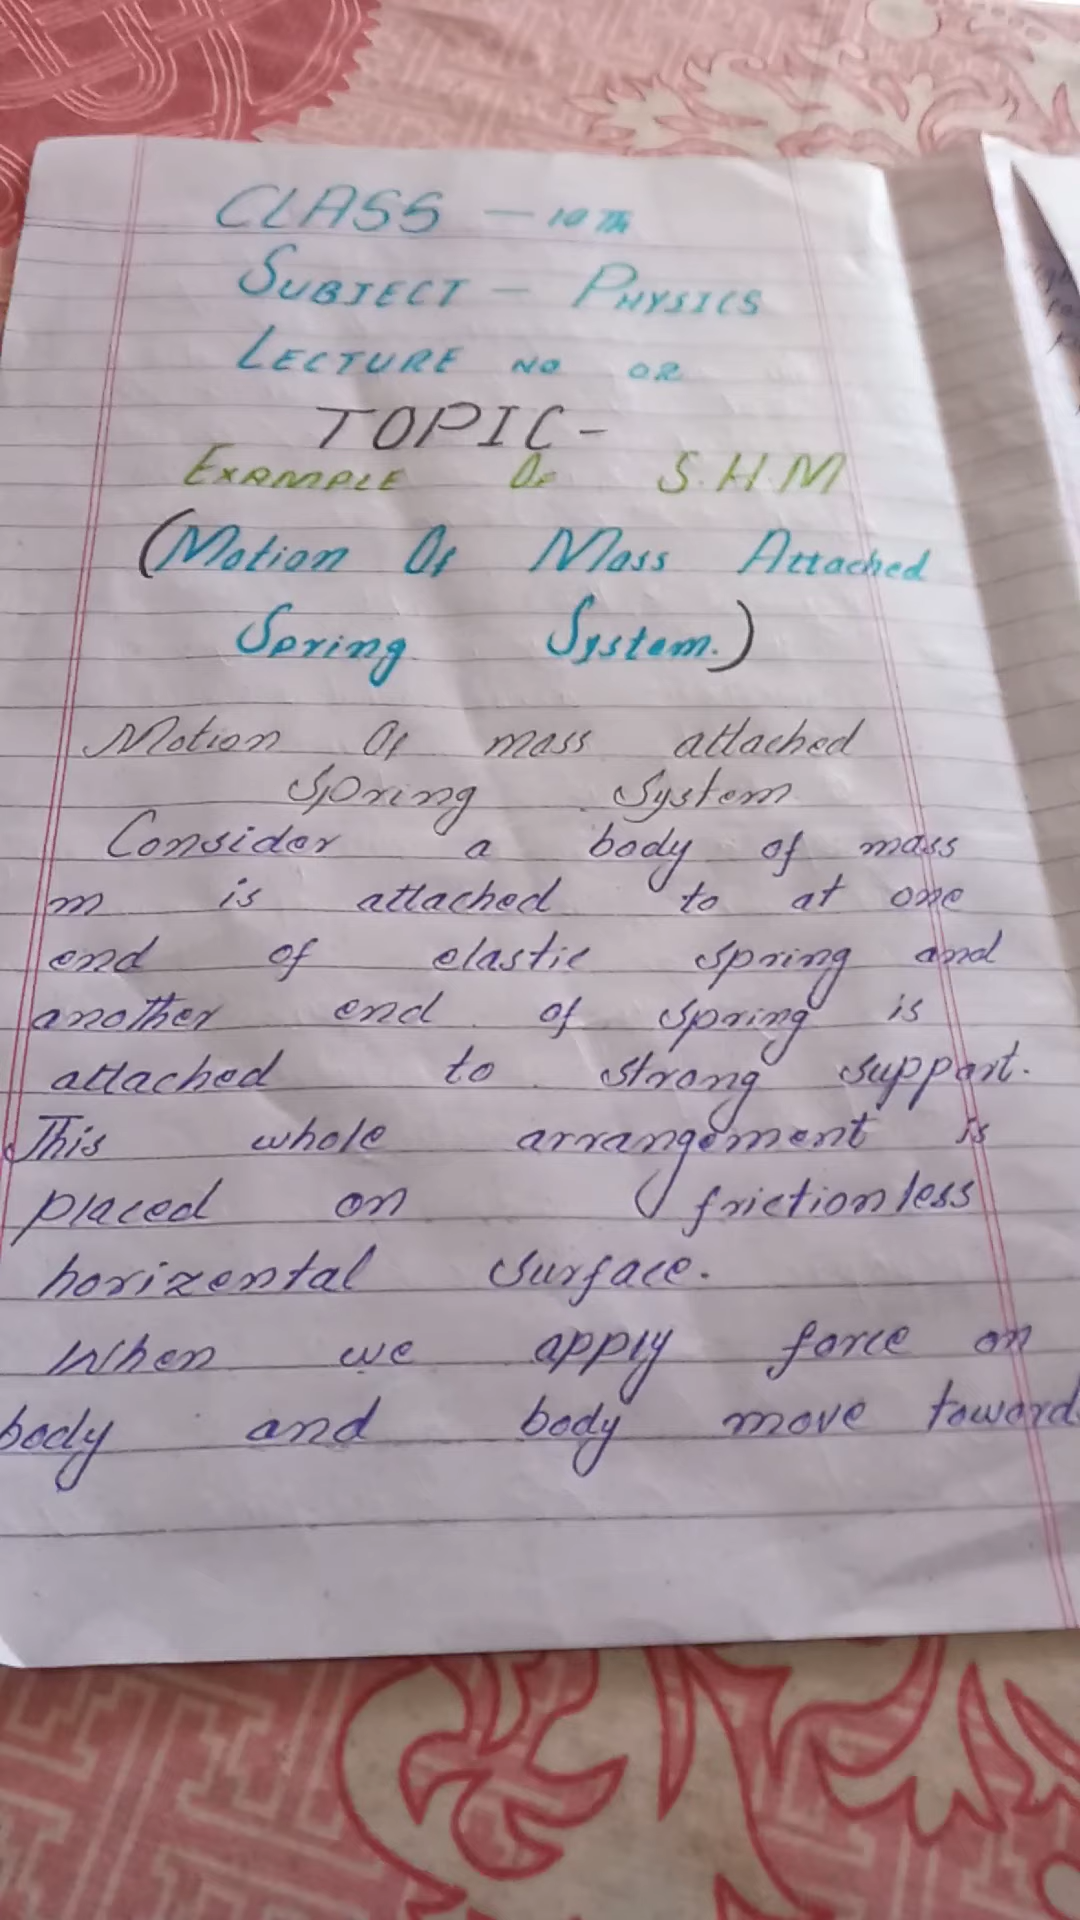 CLASS - 10Th
SUBJECT - PHYSICS
LECTURE NO 02
TOPIC-
EXAMPLE Of S.H.M
(Motion Of Mass Attached
Spring System.)
Motion Of mass attached
Spring System
Consider a body of mass
m is attached to at one
end of elastic spring and
another end of spring is
attached to strong support.
This whole arrangement is
placed on frictionless
horizental surface.
When we apply force on
body and body move toward